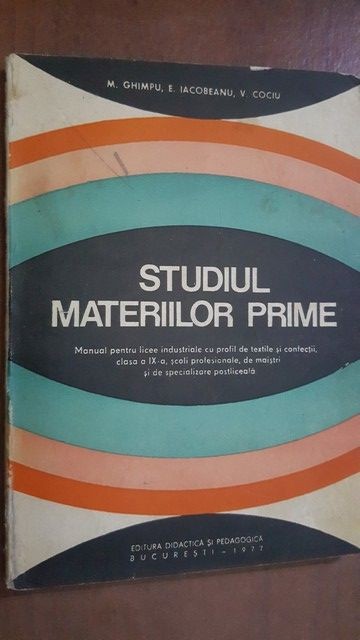 M. GHIMPU, E. IACOBEANU, V. COCIU
STUDIUL
MATERIILOR PRIME
Manual pentru licee industriale cu profil de textile și confecții,
clasa a IX-a, școli profesionale, de maiștri
și de specializare postliceală
EDITURA DIDACTICĂ ȘI PEDAGOGICĂ
BUCUREȘTI - 1977